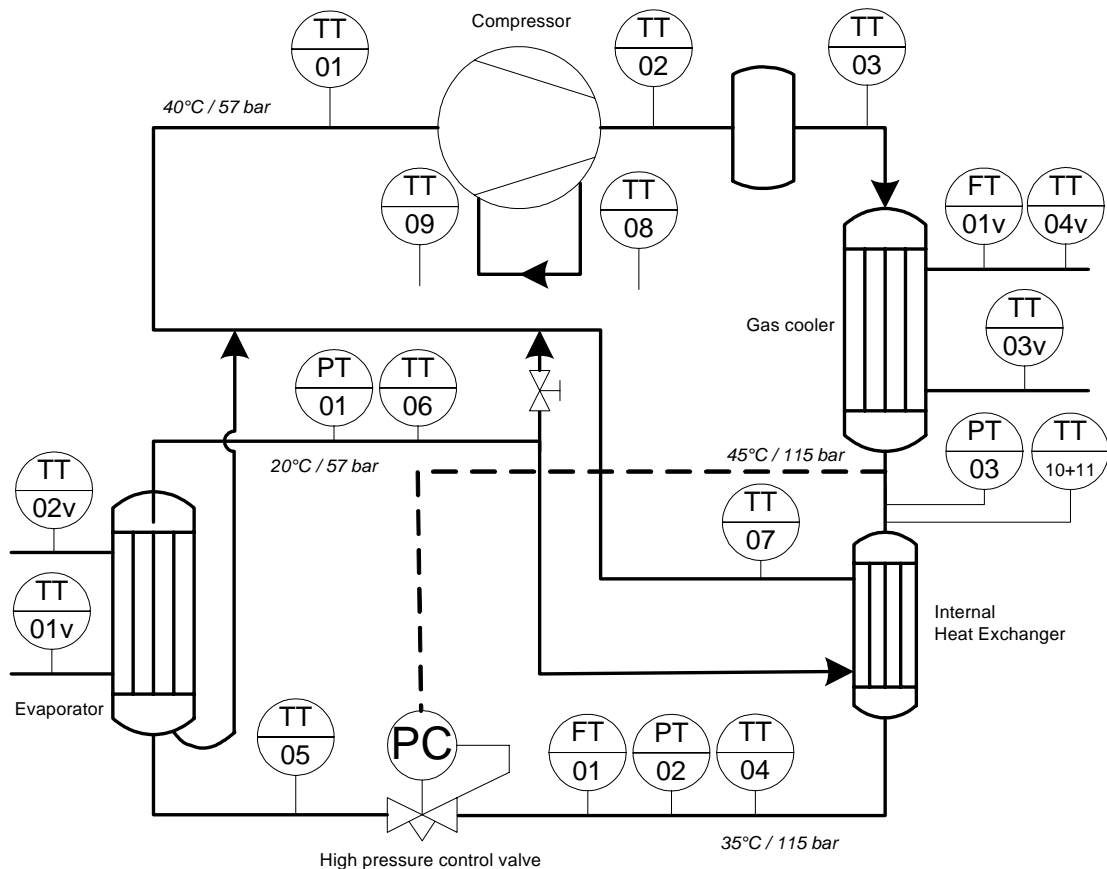 Compressor
TT
01
TT
02
TT
03
40°C / 57 bar
TT
09
TT
08
FT
01v
TT
04v
Gas cooler
TT
03v
PT
01
TT
06
20°C / 57 bar
45°C / 115 bar
PT
03
TT
10+11
TT
02v
TT
07
TT
01v
Internal
Heat Exchanger
Evaporator
TT
05
PC
FT
01
PT
02
TT
04
35°C / 115 bar
High pressure control valve